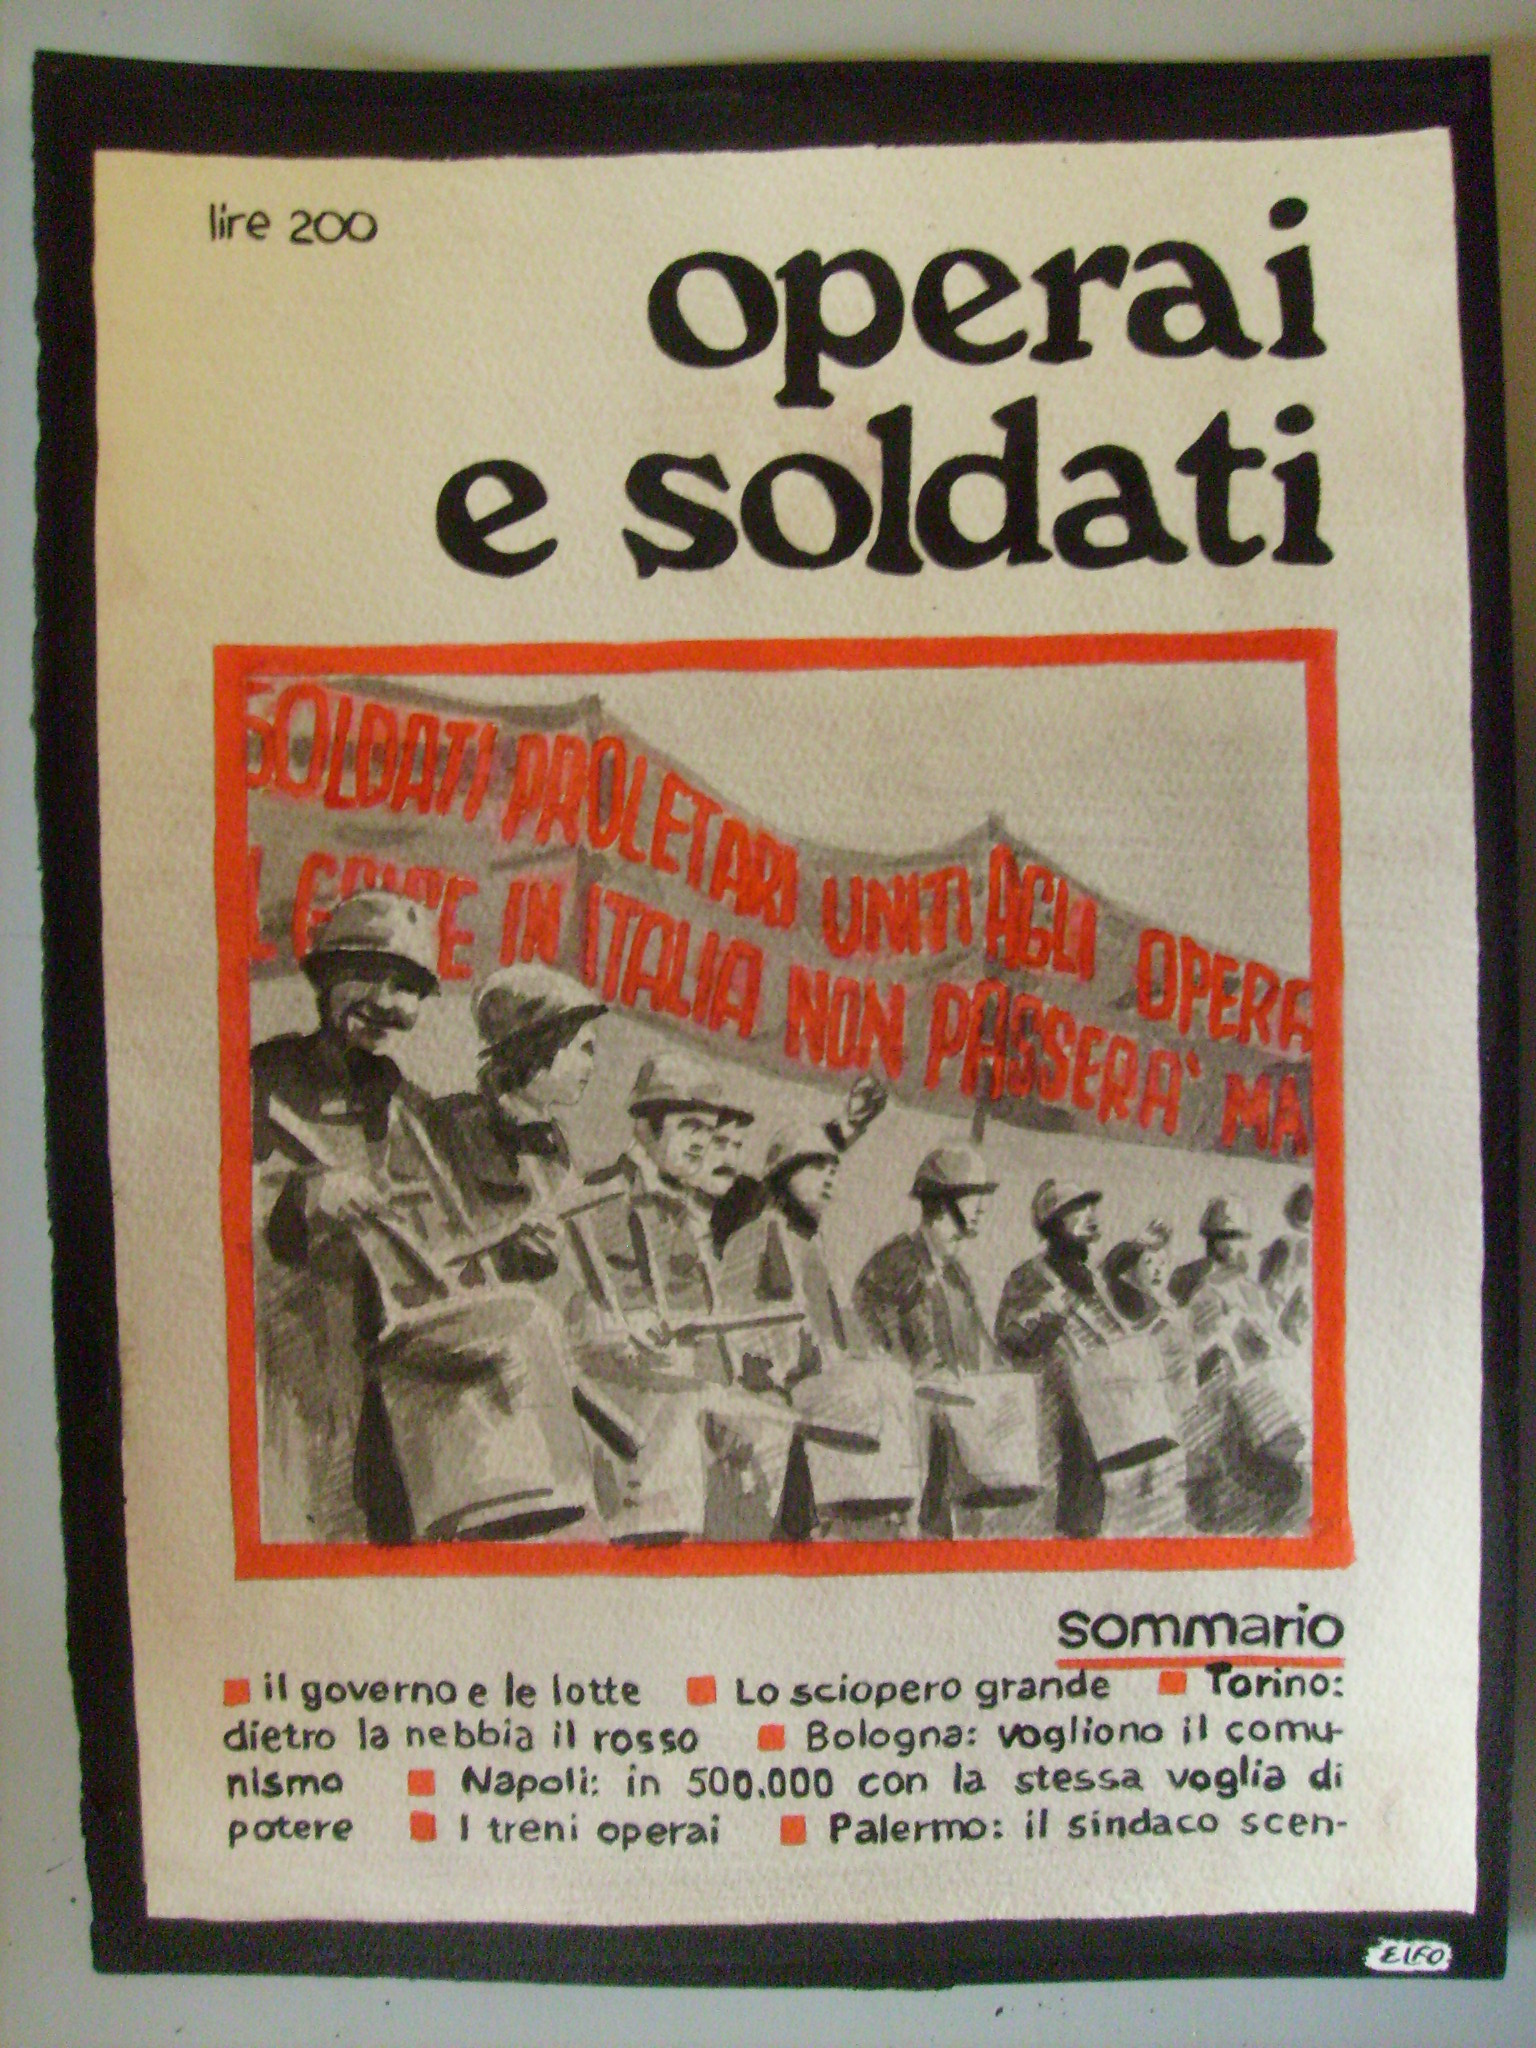 lire 200
operai
e soldati
SOLDATI PROLETARI UNITI AGLI OPERA
IN ITALIA NON PASSERA' MA
sommario
■ il governo e le lotte ■ Lo sciopero grande ■ Torino:
dietro la nebbia il rosso ■ Bologna: vogliono il comu-
nismo ■ Napoli: in 500.000 con la stessa voglia di
potere ■ I treni operai ■ Palermo: il sindaco scen-
ELFO